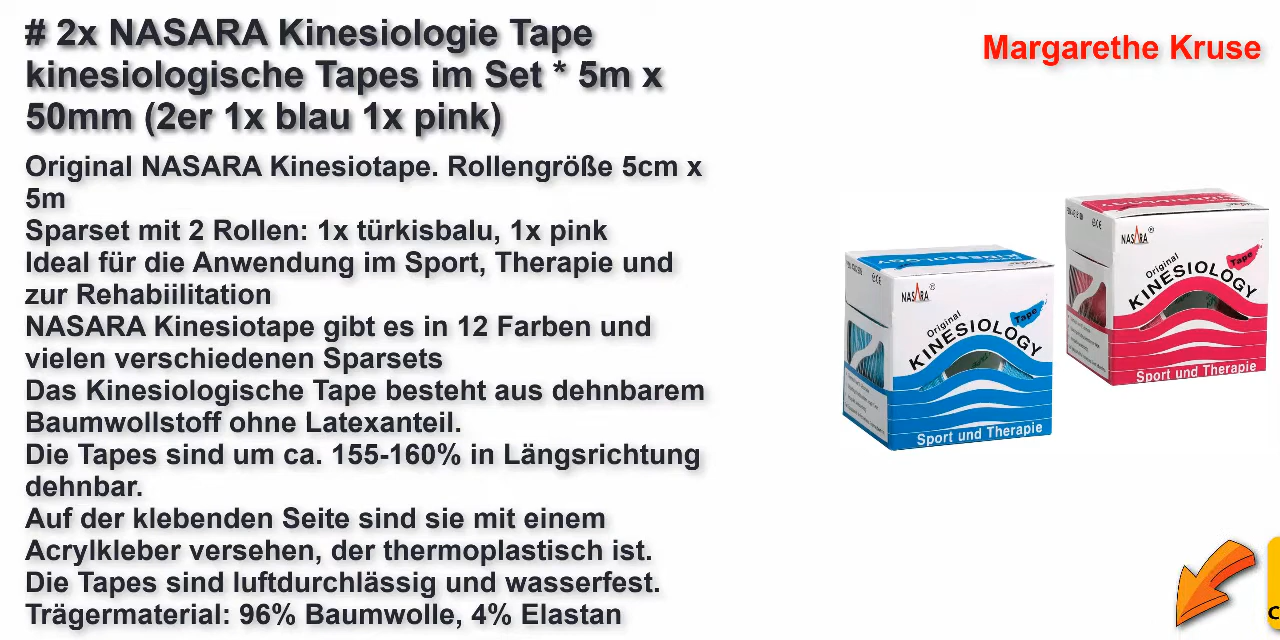 # 2x NASARA Kinesiologie Tape
kinesiologische Tapes im Set * 5m x
50mm (2er 1x blau 1x pink)
Margarethe Kruse
Original NASARA Kinesiotape. Rollengröße 5cm x
5m
Sparset mit 2 Rollen: 1x türkisbalu, 1x pink
Ideal für die Anwendung im Sport, Therapie und
zur Rehabiilitation
NASARA Kinesiotape gibt es in 12 Farben und
vielen verschiedenen Sparsets
Das Kinesiologische Tape besteht aus dehnbarem
Baumwollstoff ohne Latexanteil.
Die Tapes sind um ca. 155-160% in Längsrichtung
dehnbar.
Auf der klebenden Seite sind sie mit einem
Acrylkleber versehen, der thermoplastisch ist.
Die Tapes sind luftdurchlässig und wasserfest.
Trägermaterial: 96% Baumwolle, 4% Elastan
NASARA ®
Original
KINESIOLOGY
Tape
Sport und Therapie
NASARA ®
Original
KINESIOLOGY
Tape
Sport und Therapie